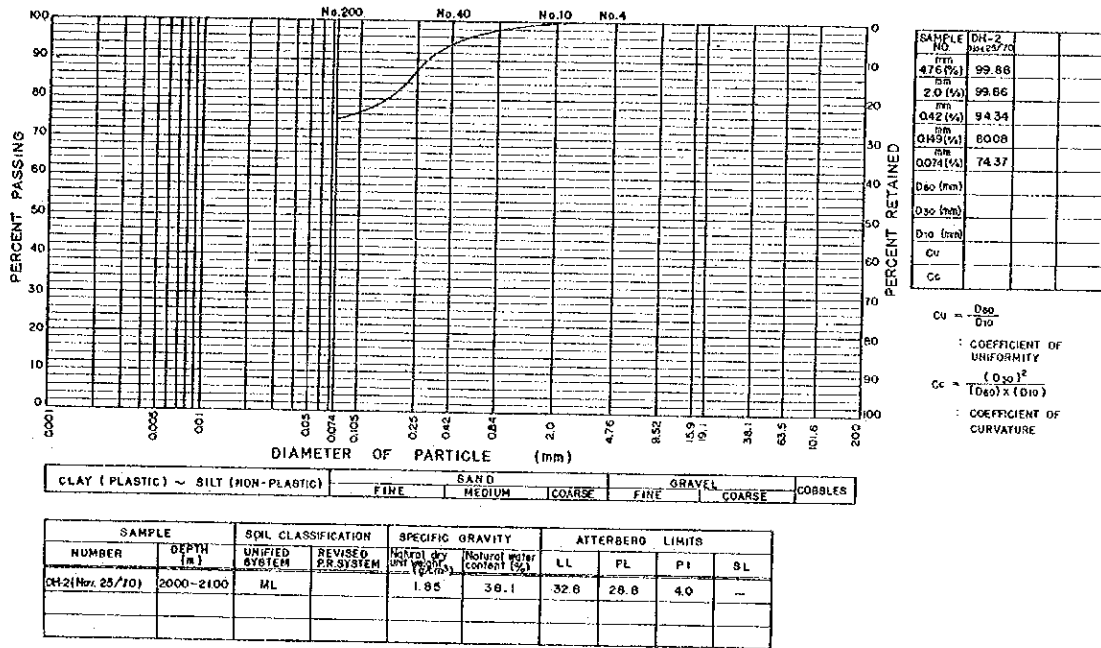 No.200 No.40 No.10 No.4
PERCENT PASSING
100
90
80
70
60
50
40
30
20
10
0
PERCENT RETAINED
0
10
20
30
40
50
60
70
80
90
100
0.001 0.005 0.01 0.05 0.074 0.105 0.25 0.42 0.84 2.0 4.76 9.52 15.9 19.1 38.1 63.5 101.6 200
DIAMETER OF PARTICLE (mm)
CLAY (PLASTIC) ~ SILT (NON-PLASTIC) SAND GRAVEL COBBLES
FINE MEDIUM COARSE FINE COARSE
SAMPLE NO. DH-2 Nov.25/70
mm 4.76 (%) 99.86
mm 2.0 (%) 99.66
mm 0.42 (%) 94.34
mm 0.149 (%) 80.08
mm 0.074 (%) 74.37
D60 (mm)
D30 (mm)
D10 (mm)
Cu
Cc
Cu = D60 / D10
: COEFFICIENT OF
UNIFORMITY
Cc = (D30)² / (D60) x (D10)
: COEFFICIENT OF
CURVATURE
SAMPLE SOIL CLASSIFICATION SPECIFIC GRAVITY ATTERBERG LIMITS
NUMBER DEPTH (m) UNIFIED SYSTEM REVISED P.R. SYSTEM Natural dry unit weight (g/cm³) Natural water content (%) LL PL PI SL
DH-2 (Nov. 25/70) 20.00-21.00 ML 1.85 38.1 32.8 28.8 4.0 —